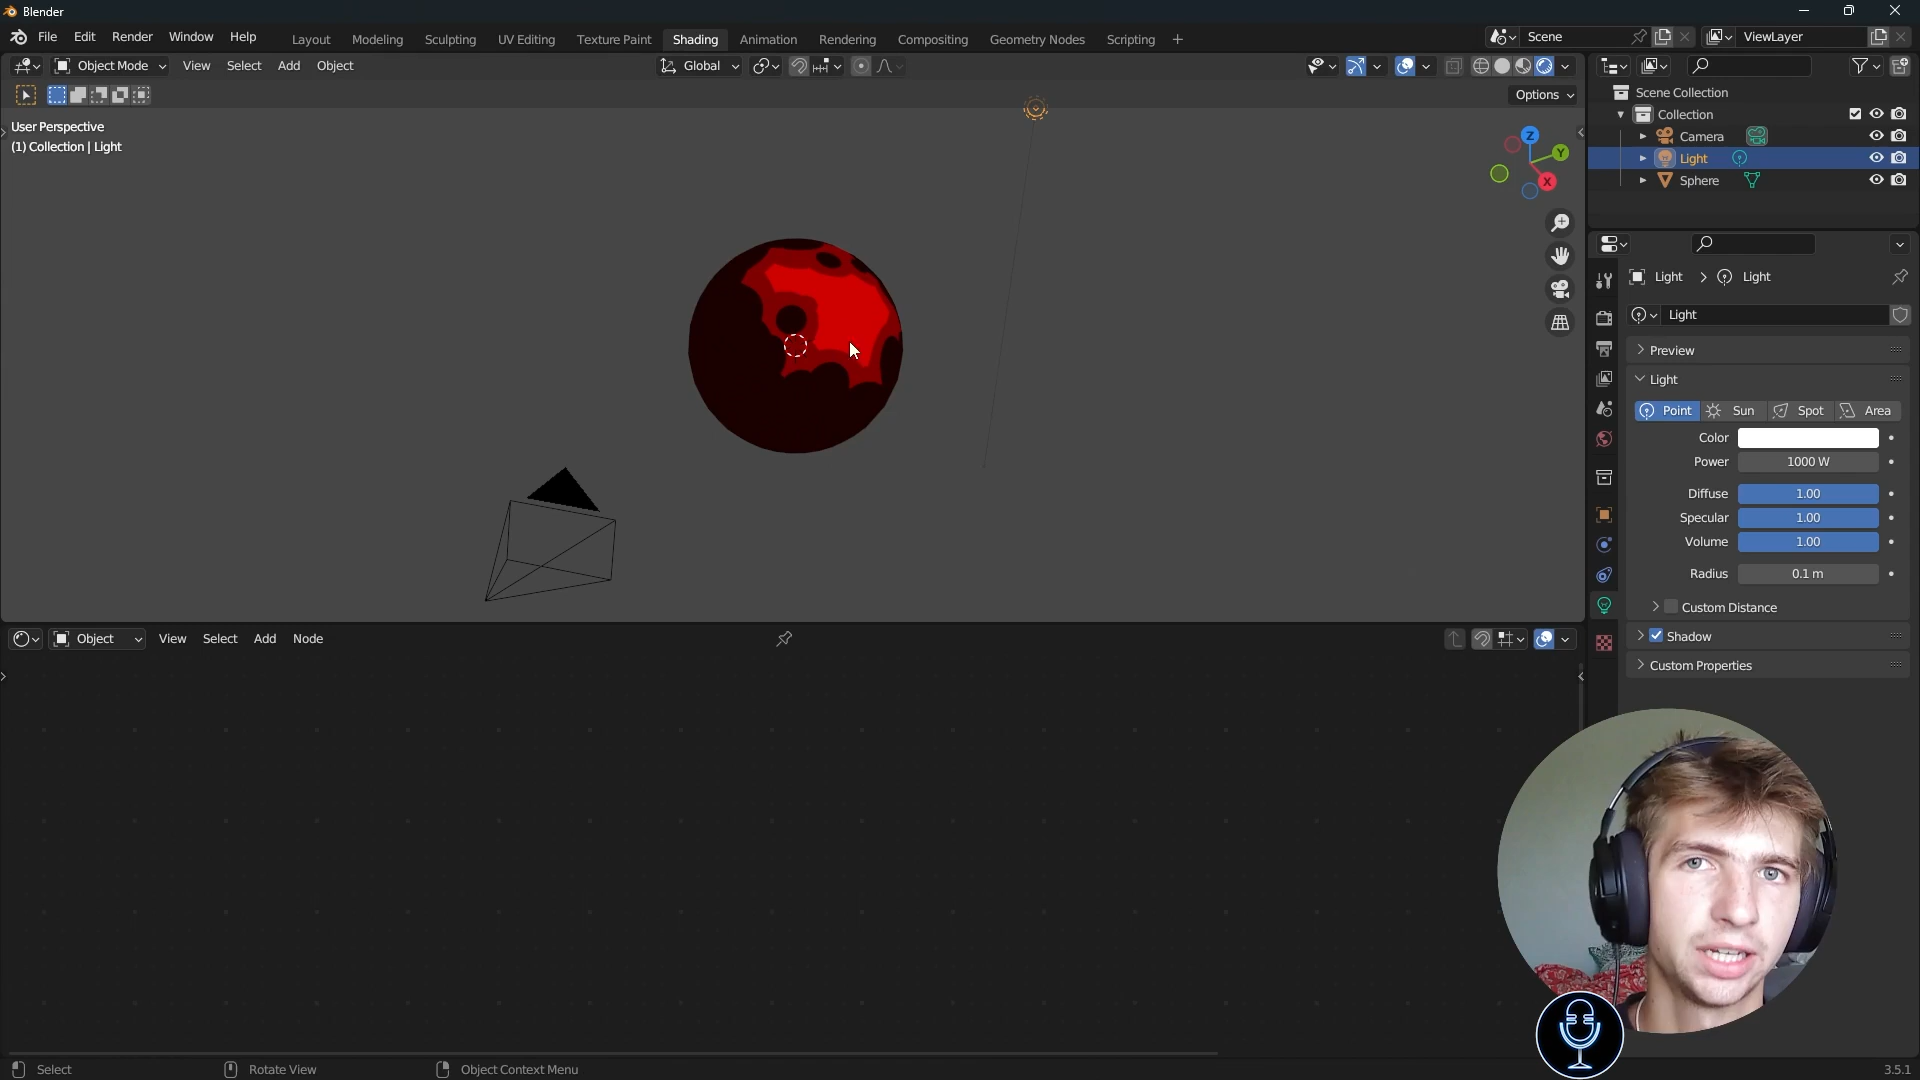 Blender
File Edit Render Window Help
Layout Modeling Sculpting UV Editing Texture Paint Shading Animation Rendering Compositing Geometry Nodes Scripting +
Scene
ViewLayer
Object Mode View Select Add Object
Global
Options
User Perspective
(1) Collection | Light
Z
Y
X
Scene Collection
Collection
Camera
Light
Sphere
Light Light
Light
Preview
Light
Point Sun Spot Area
Color
Power 1000 W
Diffuse 1.00
Specular 1.00
Volume 1.00
Radius 0.1 m
Custom Distance
Shadow
Custom Properties
Object View Select Add Node
Select Rotate View Object Context Menu
3.5.1